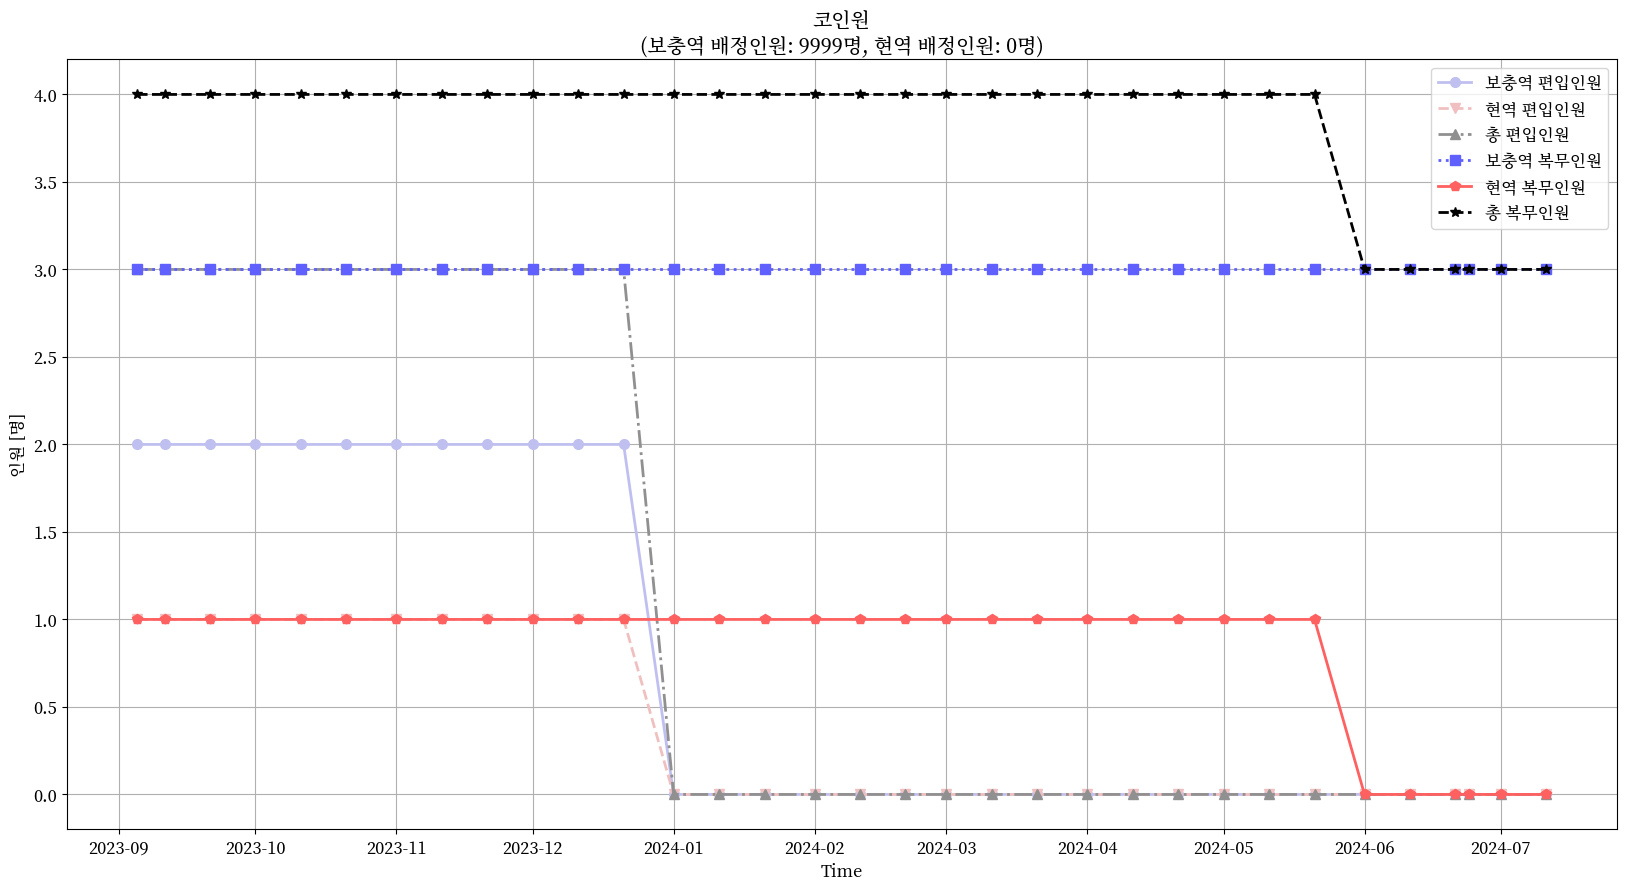 코인원
(보충역 배정인원: 9999명, 현역 배정인원: 0명)
보충역 편입인원
현역 편입인원
총 편입인원
보충역 복무인원
현역 복무인원
총 복무인원
인원 [명]
4.0
3.5
3.0
2.5
2.0
1.5
1.0
0.5
0.0
2023-09 2023-10 2023-11 2023-12 2024-01 2024-02 2024-03 2024-04 2024-05 2024-06 2024-07
Time